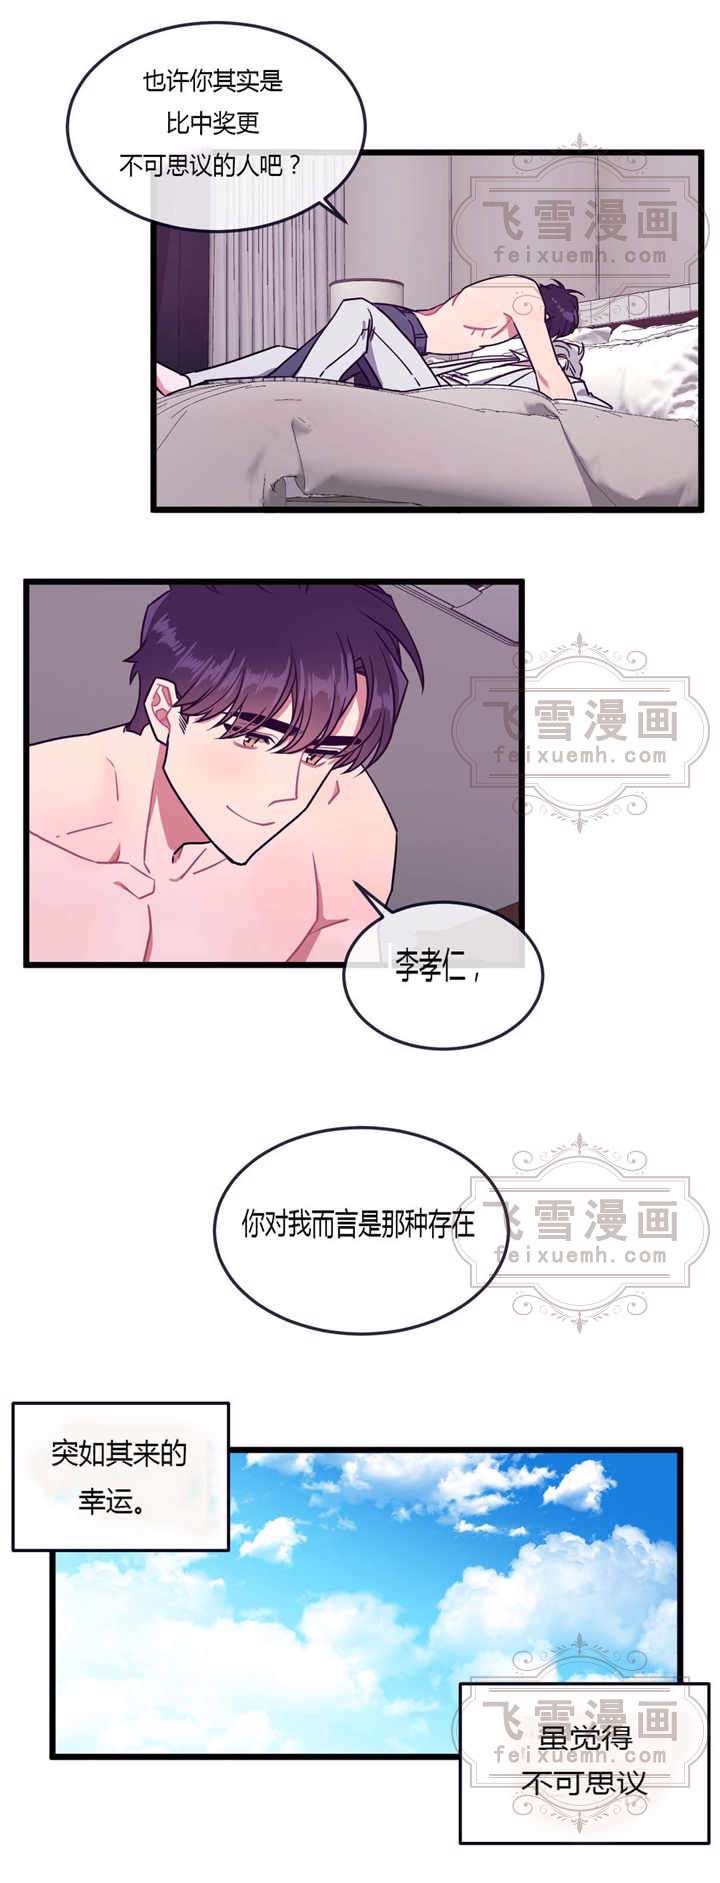 也许你其实是
比中奖更
不可思议的人吧？
飞雪漫画
feixuemh.com
飞雪漫画
feixuemh.com
李孝仁，
你对我而言是那种存在
飞雪漫画
feixuemh.com
突如其来的
幸运。
飞雪漫画
feixuemh.com
虽觉得
不可思议